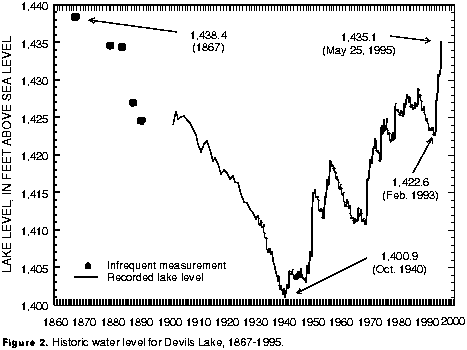 LAKE LEVEL, IN FEET ABOVE SEA LEVEL
1,440
1,435
1,430
1,425
1,420
1,415
1,410
1,405
1,400
1,438.4
(1867)
1,435.1
(May 25, 1995)
1,422.6
(Feb. 1993)
1,400.9
(Oct. 1940)
Infrequent measurement
Recorded lake level
1860 1870 1880 1890 1900 1910 1920 1930 1940 1950 1960 1970 1980 1990 2000
Figure 2. Historic water level for Devils Lake, 1867-1995.